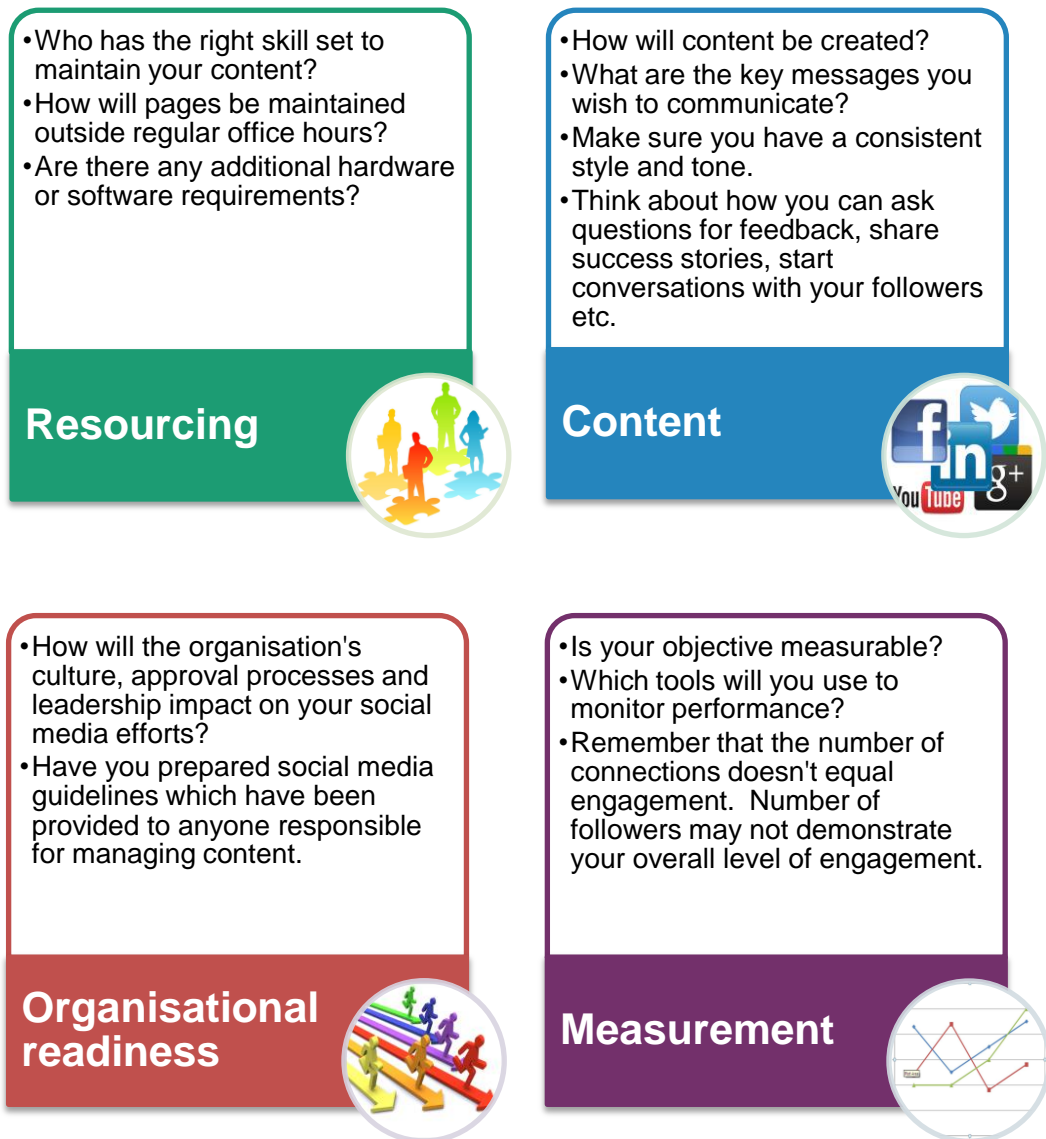 •Who has the right skill set to
maintain your content?
•How will pages be maintained
outside regular office hours?
•Are there any additional hardware
or software requirements?
Resourcing
•How will content be created?
•What are the key messages you
wish to communicate?
•Make sure you have a consistent
style and tone.
•Think about how you can ask
questions for feedback, share
success stories, start
conversations with your followers
etc.
Content
f
in
You Tube
g+
•How will the organisation's
culture, approval processes and
leadership impact on your social
media efforts?
•Have you prepared social media
guidelines which have been
provided to anyone responsible
for managing content.
Organisational
readiness
•Is your objective measurable?
•Which tools will you use to
monitor performance?
•Remember that the number of
connections doesn't equal
engagement.  Number of
followers may not demonstrate
your overall level of engagement.
Measurement